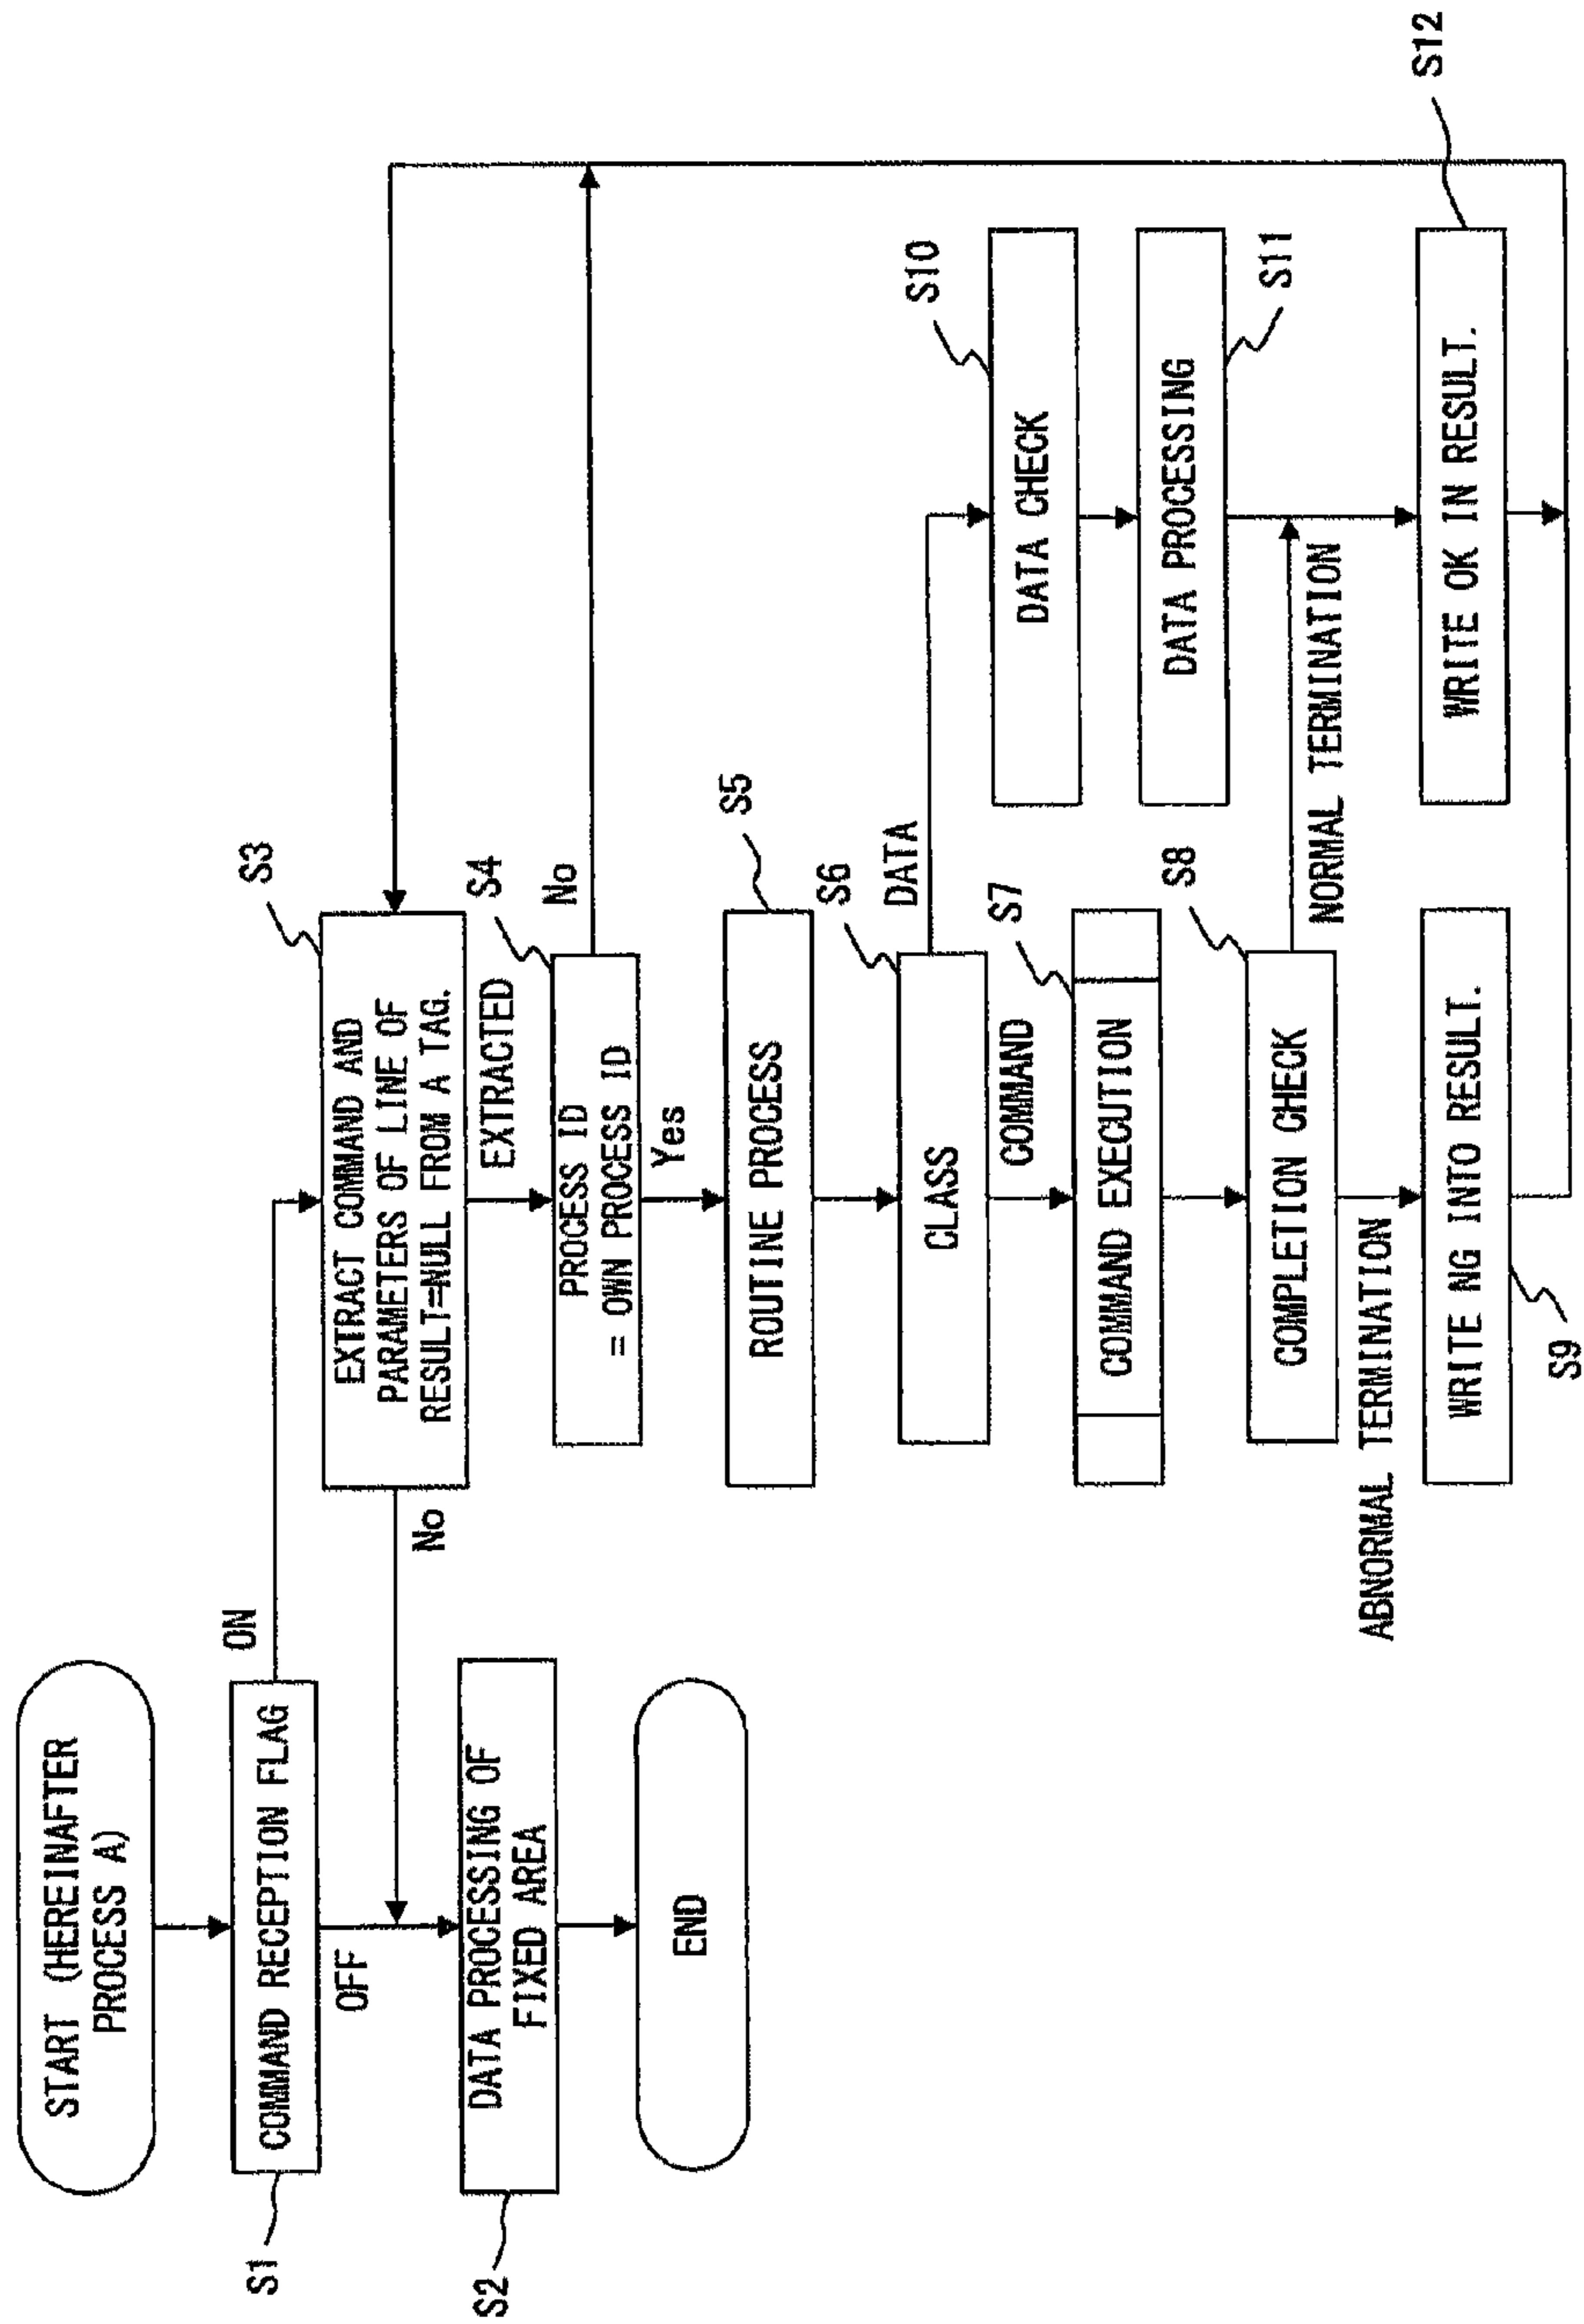 START (HEREINAFTER
PROCESS A)
S1
COMMAND RECEPTION FLAG
ON
OFF
S2
DATA PROCESSING OF
FIXED AREA
END
S3
EXTRACT COMMAND AND
PARAMETERS OF LINE OF
RESULT=NULL FROM A TAG.
No
EXTRACTED
S4
PROCESS ID
= OWN PROCESS ID
No
Yes
S5
ROUTINE PROCESS
S6
CLASS
DATA
COMMAND
S7
COMMAND EXECUTION
S8
COMPLETION CHECK
NORMAL TERMINATION
ABNORMAL TERMINATION
WRITE NG INTO RESULT.
S9
S10
DATA CHECK
DATA PROCESSING
S11
S12
WRITE OK IN RESULT.